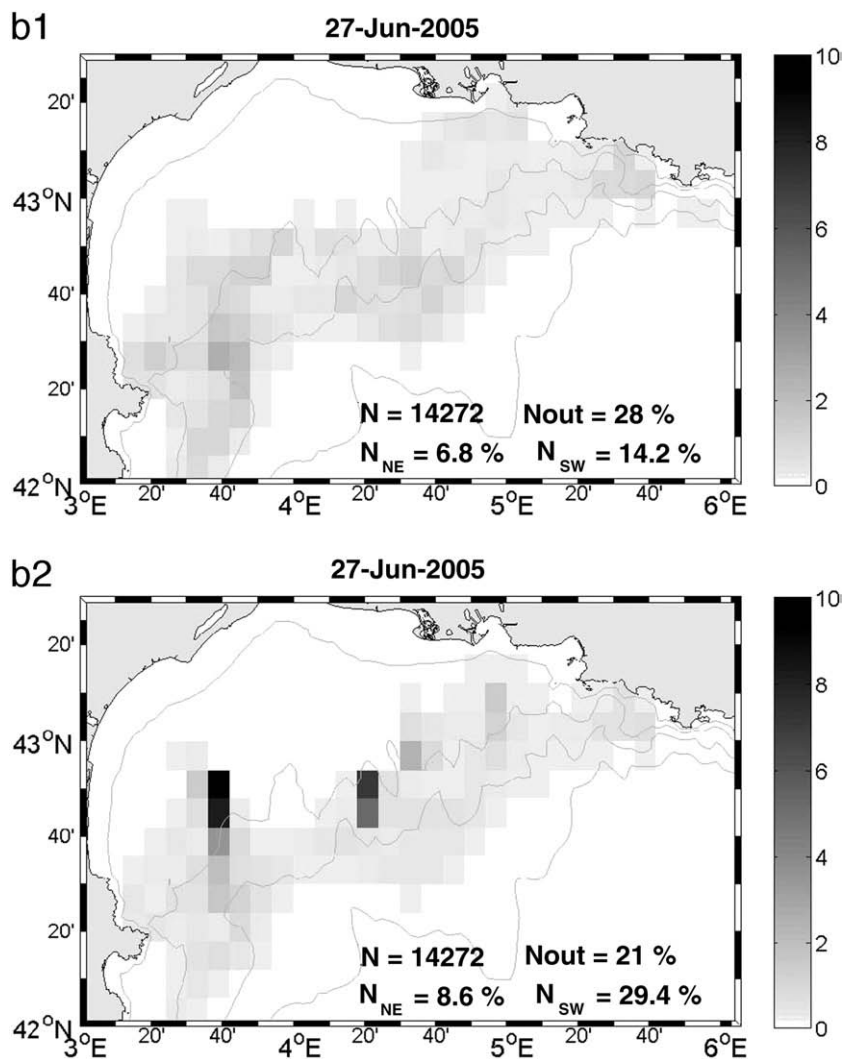 b1
27-Jun-2005
20'
43°N
40'
20'
42°N
N = 14272 Nout = 28 %
N_NE = 6.8 % N_SW = 14.2 %
3°E 20' 40' 4°E 20' 40' 5°E 20' 40' 6°E
10
8
6
4
2
0
b2
27-Jun-2005
20'
43°N
40'
20'
42°N
N = 14272 Nout = 21 %
N_NE = 8.6 % N_SW = 29.4 %
3°E 20' 40' 4°E 20' 40' 5°E 20' 40' 6°E
10
8
6
4
2
0